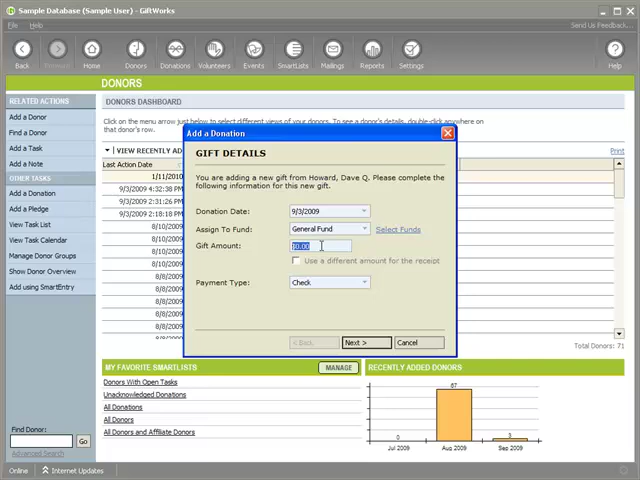 Sample Database (Sample User) - GiftWorks
File Help
Send Us Feedback...
Back Forward Home Donors Donations Volunteers Events SmartLists Mailings Reports Settings Help
DONORS
RELATED ACTIONS
Add a Donor
Find a Donor
Add a Task
Add a Note
OTHER TASKS
Add a Donation
Add a Pledge
View Task List
View Task Calendar
Manage Donor Groups
Show Donor Overview
Add using SmartEntry
Find Donor:
Go
Advanced Search
DONORS DASHBOARD
Click on the menu arrow just below to select different views of your donors. To see a donor's details, double-click anywhere on
that donor's row.
VIEW RECENTLY AD
Print
Last Action Date
1/11/2010
9/3/2009 4:32:38 PM
9/3/2009 2:31:26 PM
9/3/2009 2:18:18 PM
8/10/2009
8/10/2009
8/10/2009
8/10/2009
8/8/2009
8/8/2009
8/8/2009
8/8/2009
8/8/2009
Total Donors: 71
Add a Donation
GIFT DETAILS
You are adding a new gift from Howard, Dave Q. Please complete the
following information for this new gift.
Donation Date: 9/3/2009
Assign To Fund: General Fund Select Funds
Gift Amount: $0.00
Use a different amount for the receipt
Payment Type: Check
< Back Next > Cancel
MY FAVORITE SMARTLISTS
MANAGE
Donors With Open Tasks
Unacknowledged Donations
All Donations
All Donors
All Donors and Affiliate Donors
RECENTLY ADDED DONORS
0 67 3
Jul 2009 Aug 2009 Sep 2009
Online Internet Updates